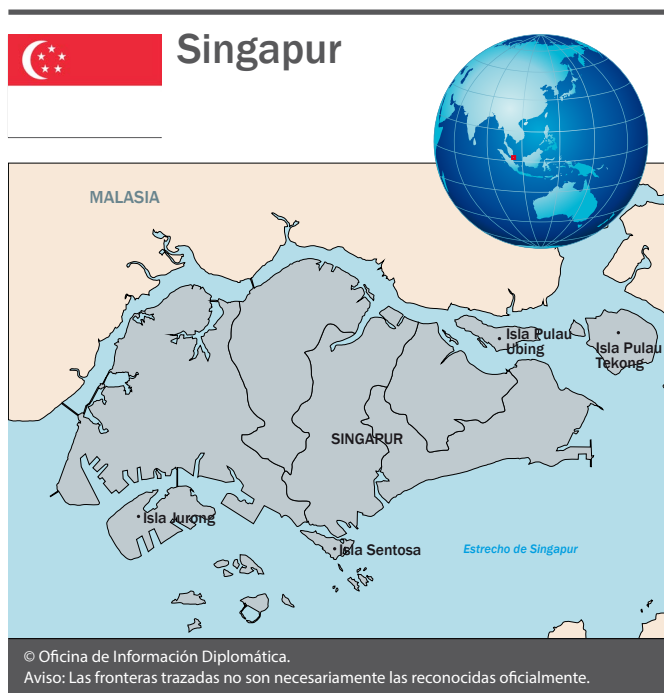 Singapur
MALASIA
Isla Pulau
Ubing
Isla Pulau
Tekong
SINGAPUR
Isla Jurong
Isla Sentosa
Estrecho de Singapur
© Oficina de Información Diplomática.
Aviso: Las fronteras trazadas no son necesariamente las reconocidas oficialmente.